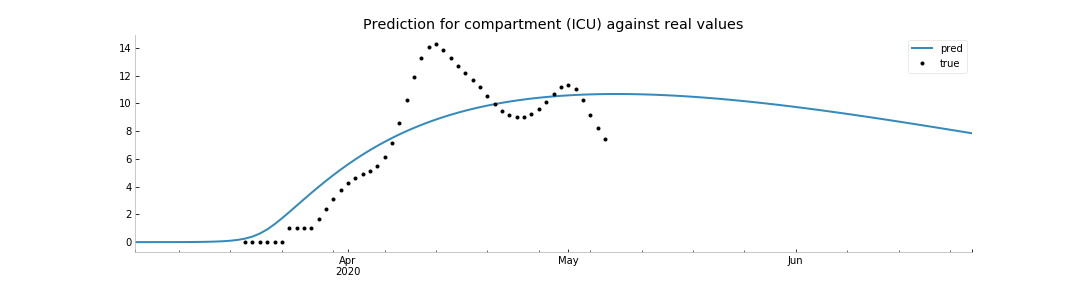 Prediction for compartment (ICU) against real values
pred
true
14
12
10
8
6
4
2
0
Apr
2020
May
Jun